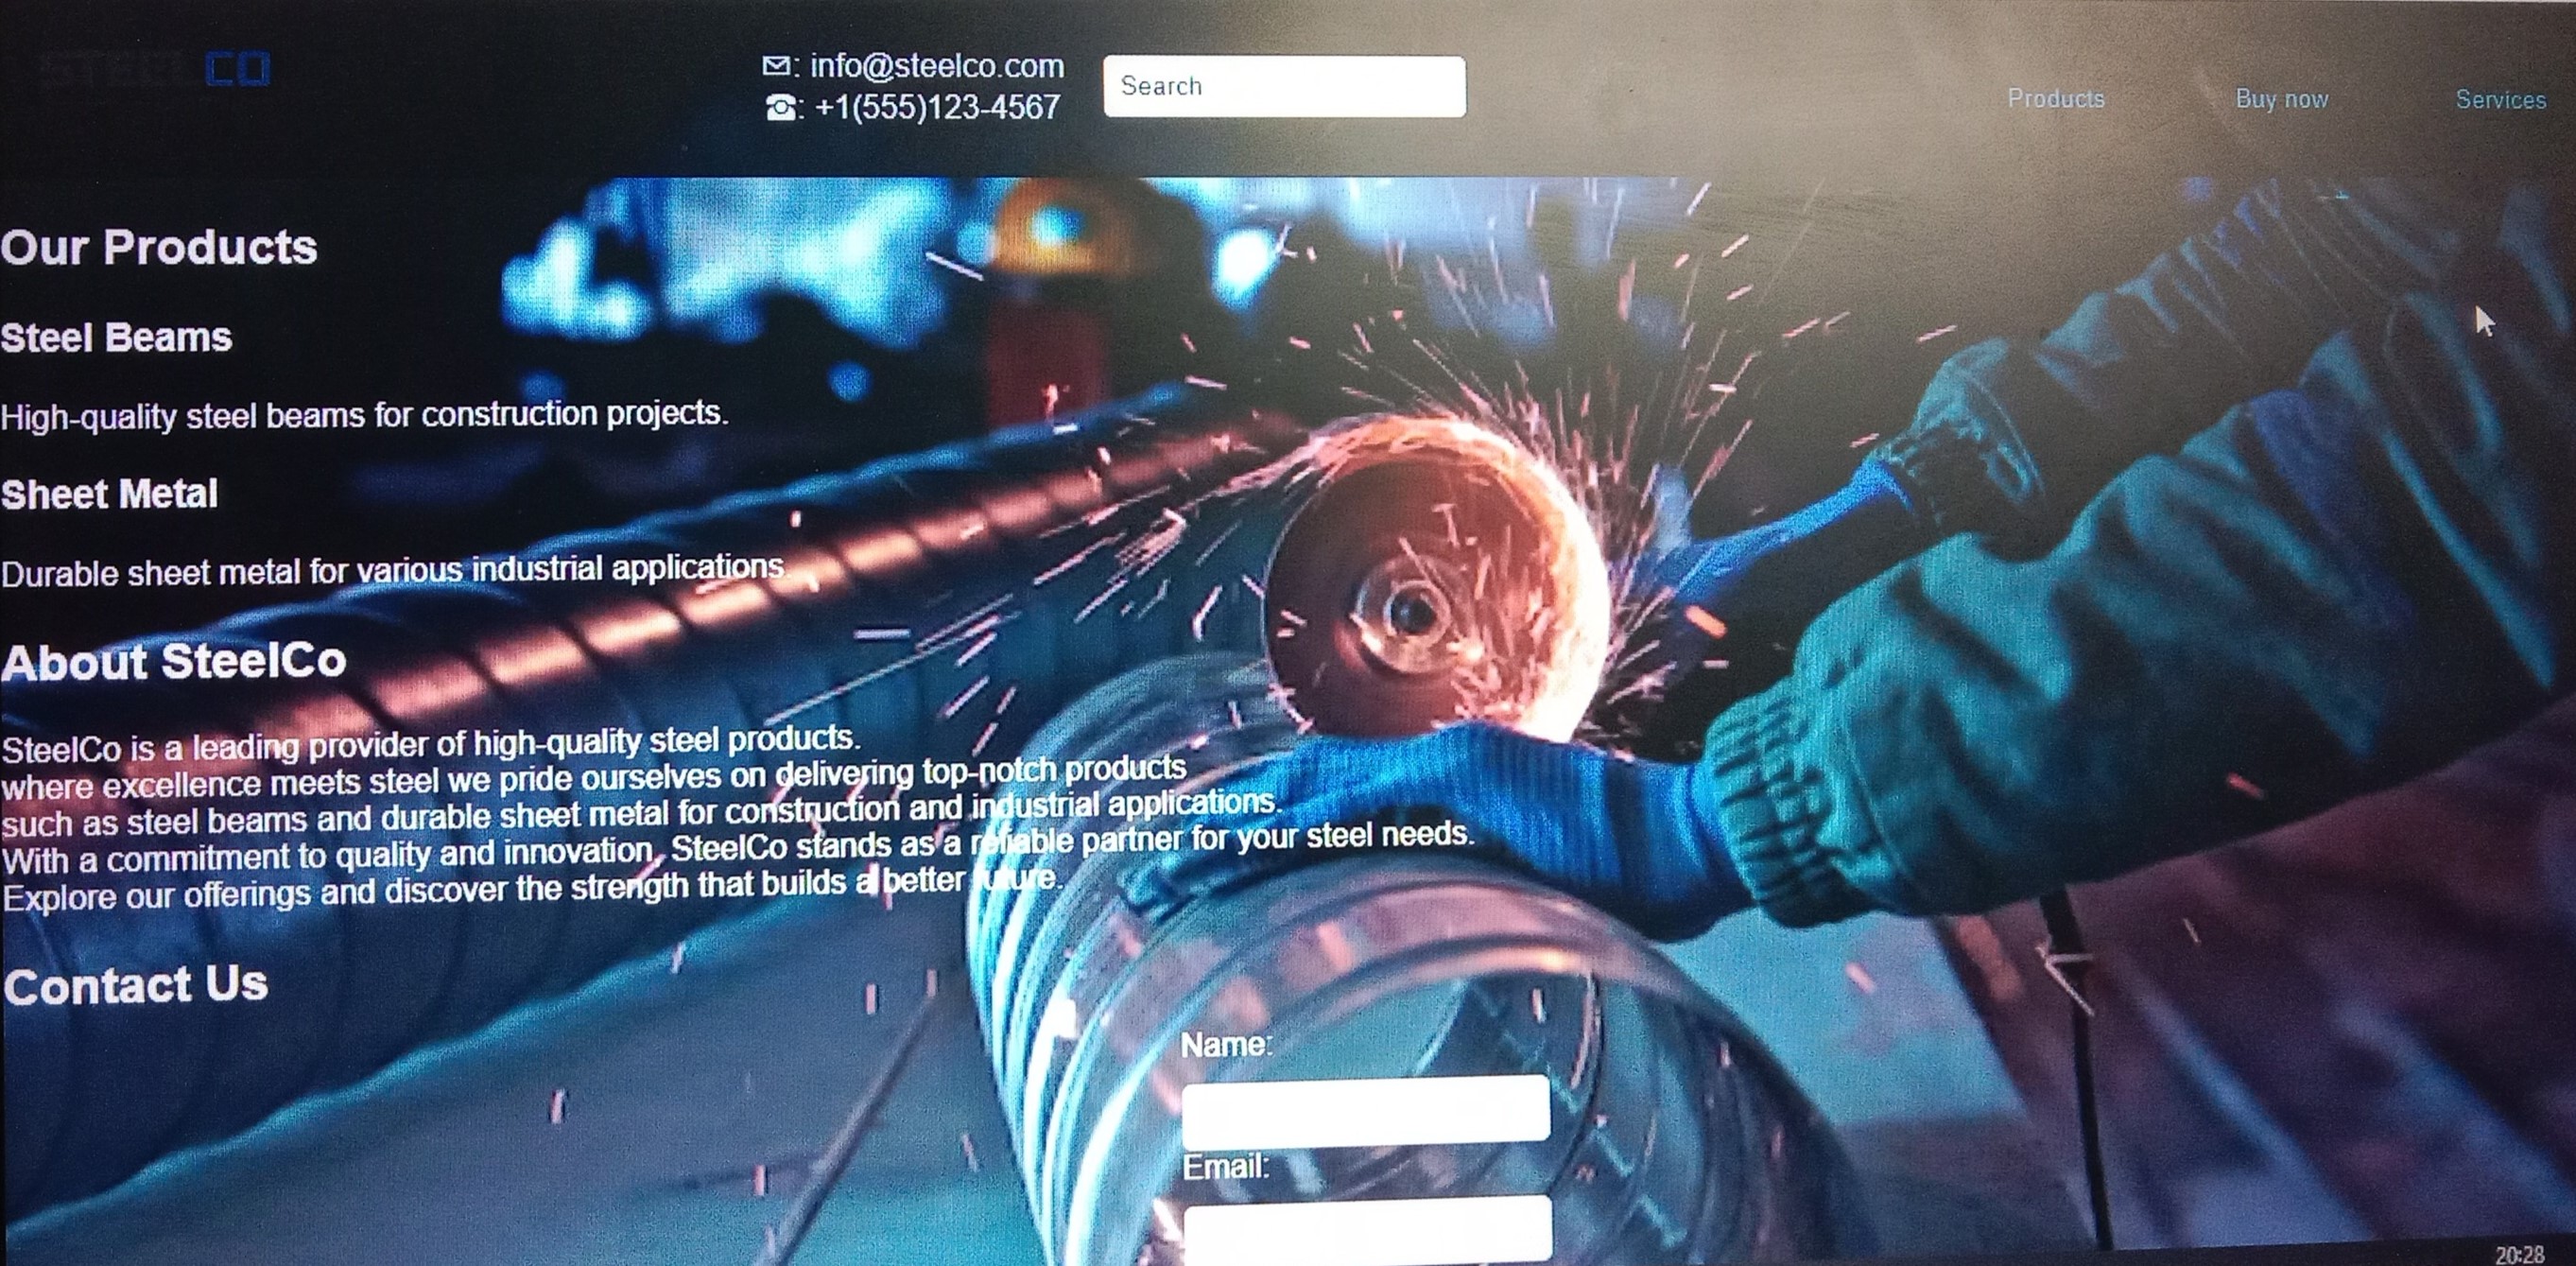 STEELCO
: info@steelco.com
: +1(555)123-4567
Search
Products
Buy now
Services
Our Products
Steel Beams
High-quality steel beams for construction projects.
Sheet Metal
Durable sheet metal for various industrial applications.
About SteelCo
SteelCo is a leading provider of high-quality steel products.
where excellence meets steel we pride ourselves on delivering top-notch products
such as steel beams and durable sheet metal for construction and industrial applications.
With a commitment to quality and innovation, SteelCo stands as a reliable partner for your steel needs.
Explore our offerings and discover the strength that builds a better future.
Contact Us
Name:
Email:
20:28